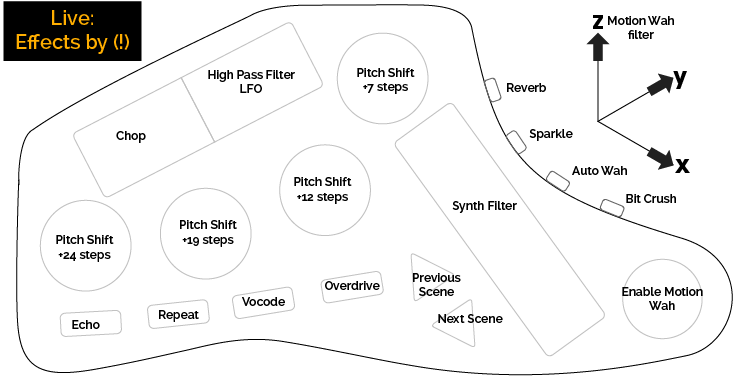 Live:
Effects by (!)
z Motion Wah
filter
y
x
High Pass Filter
LFO
Chop
Pitch Shift
+7 steps
Reverb
Sparkle
Auto Wah
Bit Crush
Synth Filter
Pitch Shift
+12 steps
Pitch Shift
+19 steps
Pitch Shift
+24 steps
Previous
Scene
Next Scene
Enable Motion
Wah
Overdrive
Vocode
Repeat
Echo